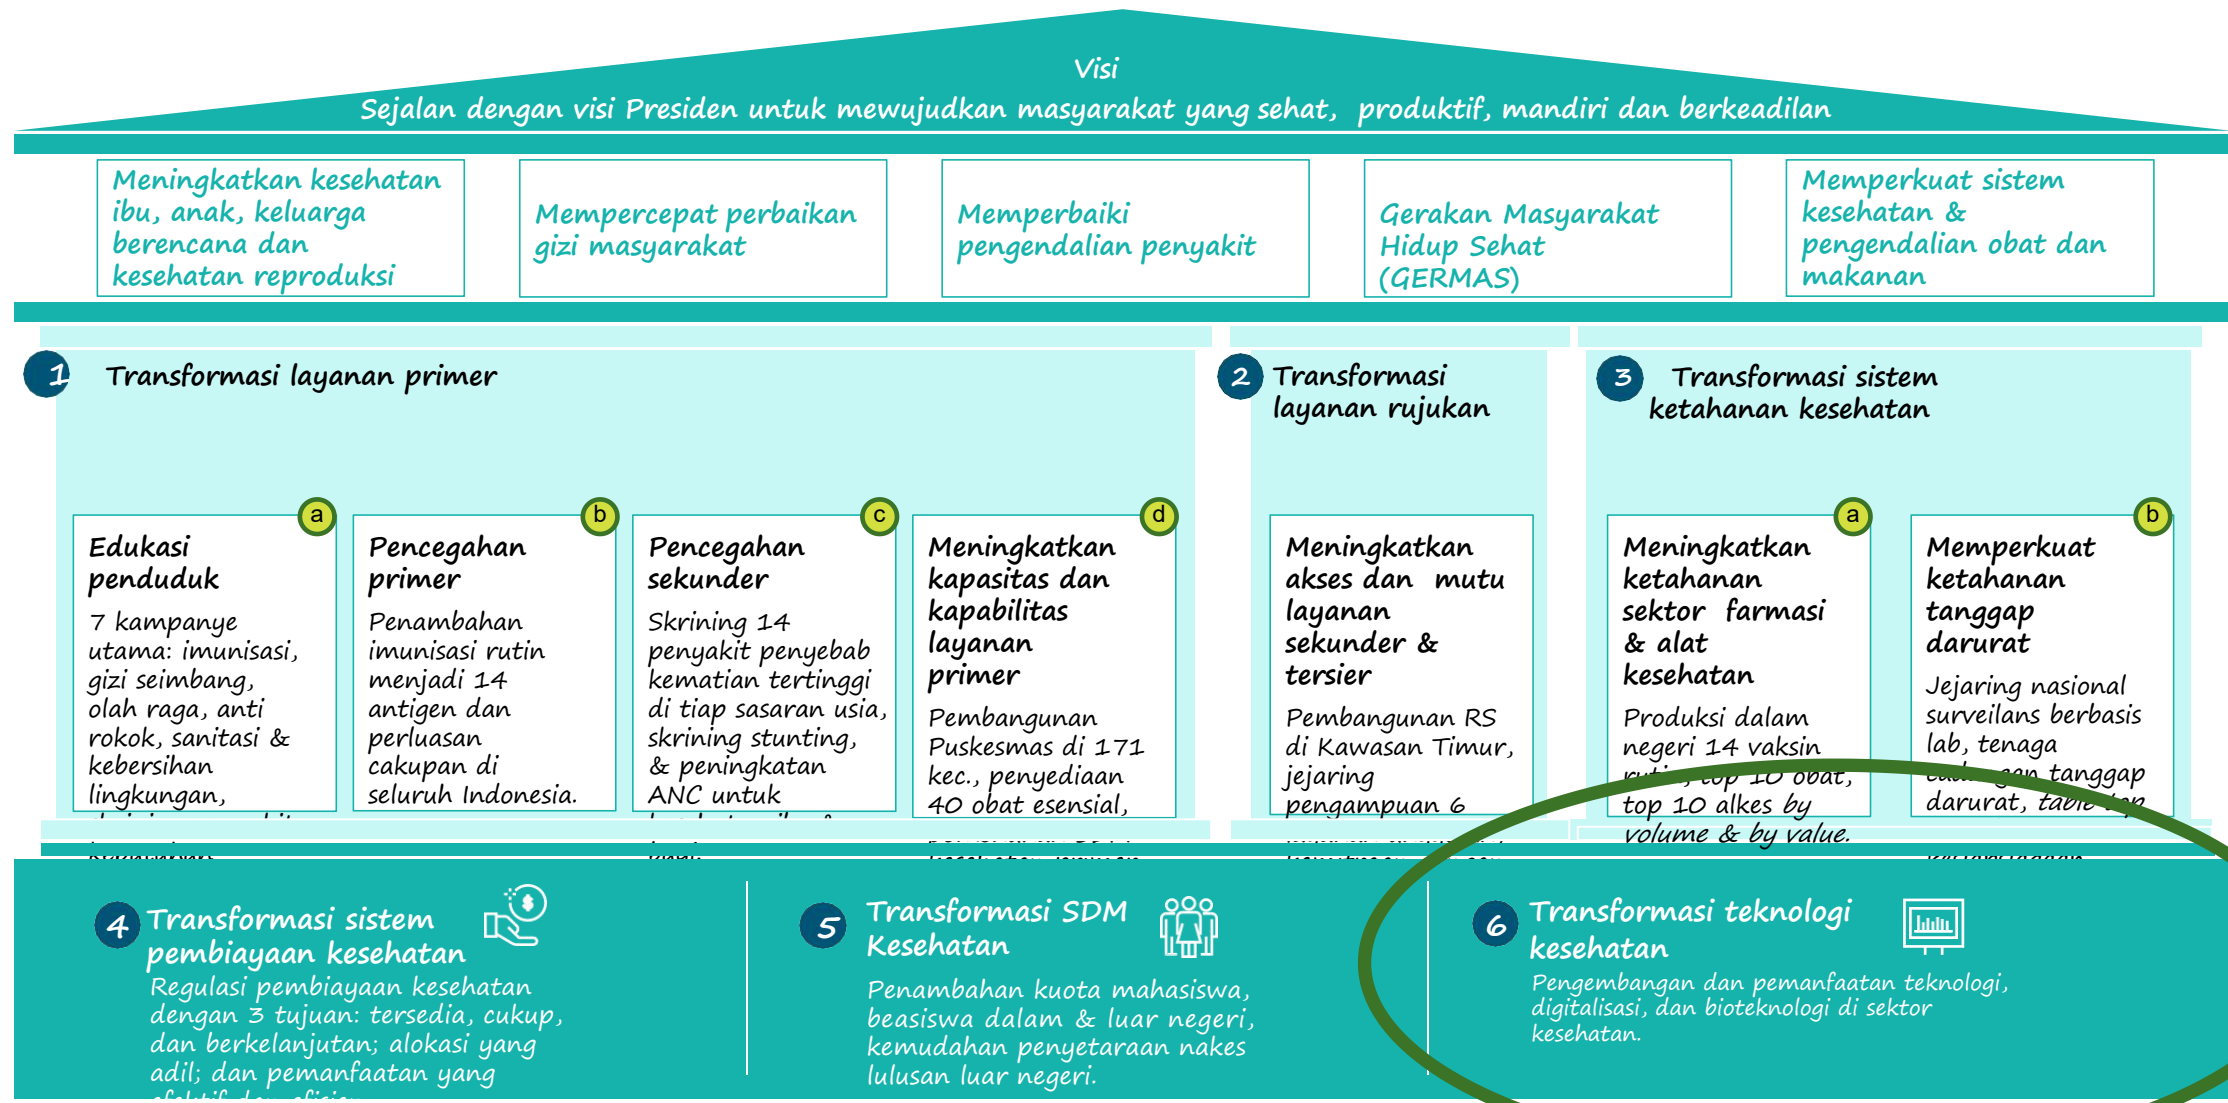 Visi
Sejalan dengan visi Presiden untuk mewujudkan masyarakat yang sehat, produktif, mandiri dan berkeadilan
Meningkatkan kesehatan
ibu, anak, keluarga
berencana dan
kesehatan reproduksi
Mempercepat perbaikan
gizi masyarakat
Memperbaiki
pengendalian penyakit
Gerakan Masyarakat
Hidup Sehat
(GERMAS)
Memperkuat sistem
kesehatan &
pengendalian obat dan
makanan
1 Transformasi layanan primer
a
Edukasi
penduduk
7 kampanye
utama: imunisasi,
gizi seimbang,
olah raga, anti
rokok, sanitasi &
kebersihan
lingkungan,
b
Pencegahan
primer
Penambahan
imunisasi rutin
menjadi 14
antigen dan
perluasan
cakupan di
seluruh Indonesia.
c
Pencegahan
sekunder
Skrining 14
penyakit penyebab
kematian tertinggi
di tiap sasaran usia,
skrining stunting,
& peningkatan
ANC untuk
d
Meningkatkan
kapasitas dan
kapabilitas
layanan
primer
Pembangunan
Puskesmas di 171
kec., penyediaan
40 obat esensial,
2 Transformasi
layanan rujukan
Meningkatkan
akses dan mutu
layanan
sekunder &
tersier
Pembangunan RS
di Kawasan Timur,
jejaring
pengampuan 6
3 Transformasi sistem
ketahanan kesehatan
a
Meningkatkan
ketahanan
sektor farmasi
& alat
kesehatan
Produksi dalam
negeri 14 vaksin
rutin, top 10 obat,
top 10 alkes by
volume & by value.
b
Memperkuat
ketahanan
tanggap
darurat
Jejaring nasional
surveilans berbasis
lab, tenaga
cadangan tanggap
darurat, table top
4 Transformasi sistem
pembiayaan kesehatan
Regulasi pembiayaan kesehatan
dengan 3 tujuan: tersedia, cukup,
dan berkelanjutan; alokasi yang
adil; dan pemanfaatan yang
5 Transformasi SDM
Kesehatan
Penambahan kuota mahasiswa,
beasiswa dalam & luar negeri,
kemudahan penyetaraan nakes
lulusan luar negeri.
6 Transformasi teknologi
kesehatan
Pengembangan dan pemanfaatan teknologi,
digitalisasi, dan bioteknologi di sektor
kesehatan.